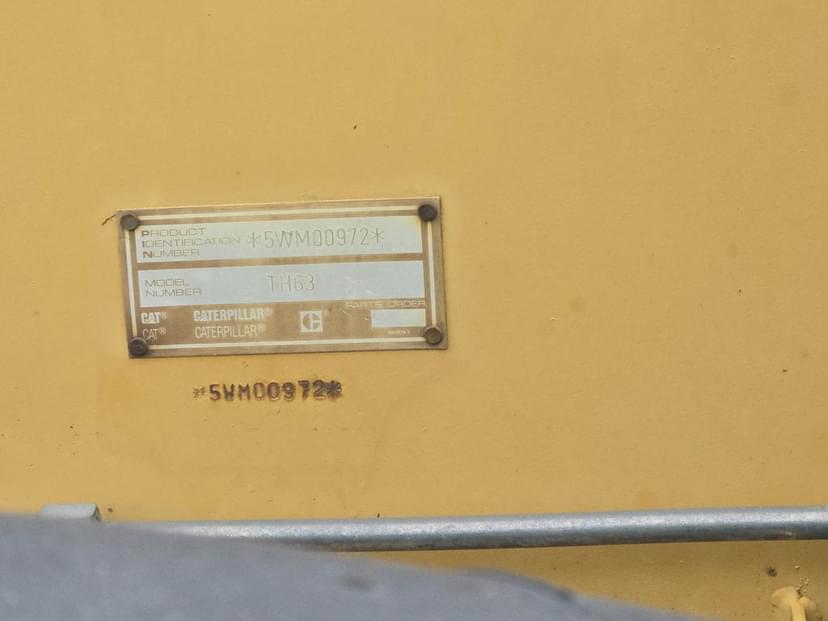 PRODUCT
IDENTIFICATION *5WM00972*
NUMBER
MODEL
NUMBER TH63
PARTS ORDER
CAT® CATERPILLAR®
CAT® CATERPILLAR®
*5WM00972*